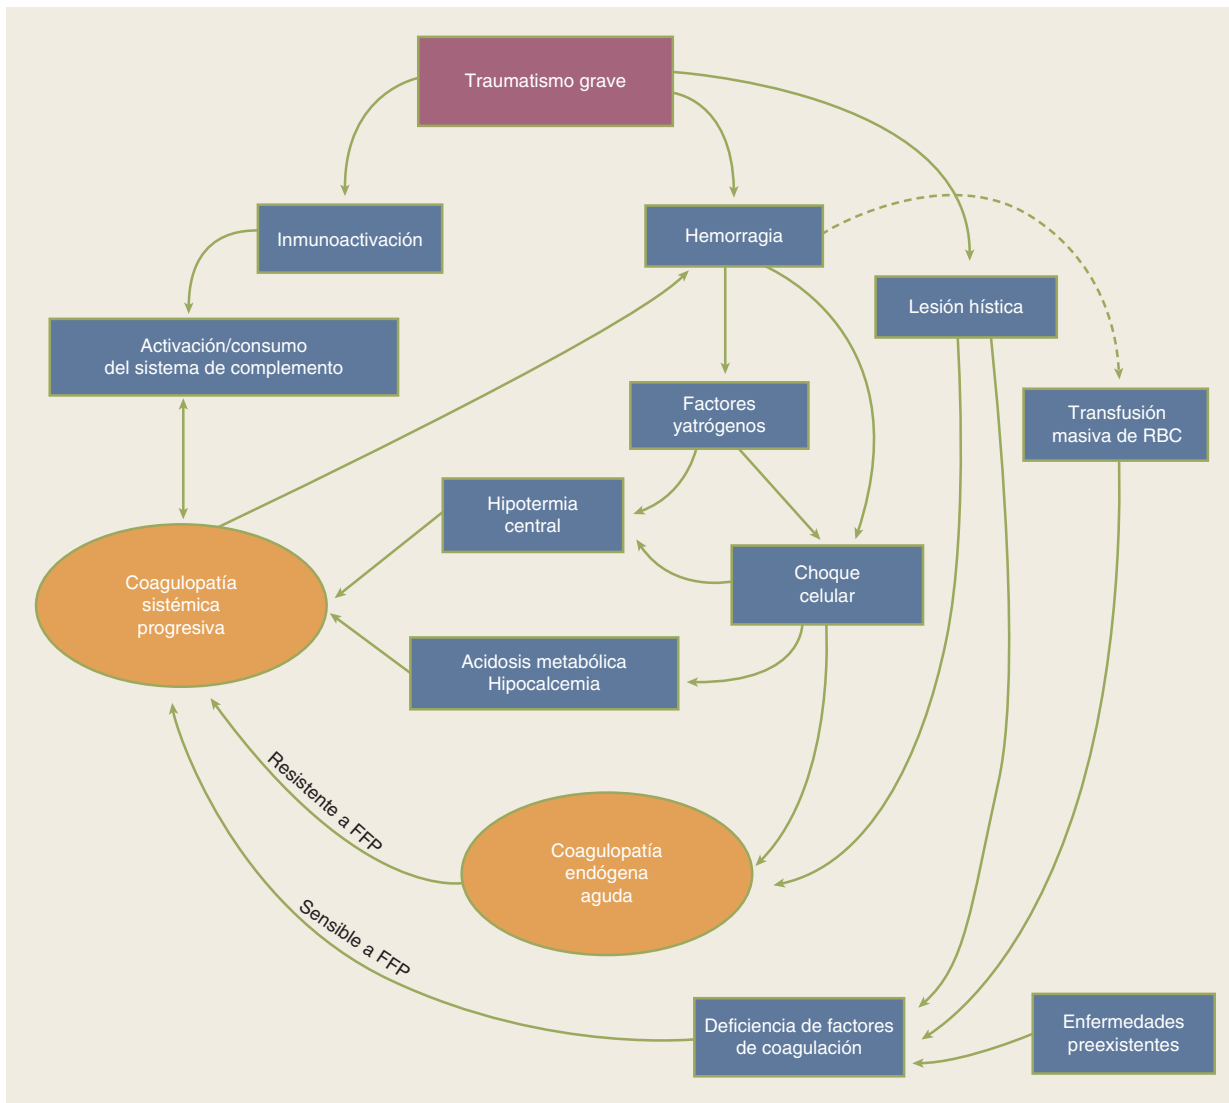 Traumatismo grave
Inmunoactivación
Hemorragia
Lesión hística
Activación/consumo
del sistema de complemento
Factores
yatrógenos
Transfusión
masiva de RBC
Hipotermia
central
Choque
celular
Coagulopatía
sistémica
progresiva
Acidosis metabólica
Hipocalcemia
Resistente a FFP
Coagulopatía
endógena
aguda
Sensible a FFP
Deficiencia de factores
de coagulación
Enfermedades
preexistentes